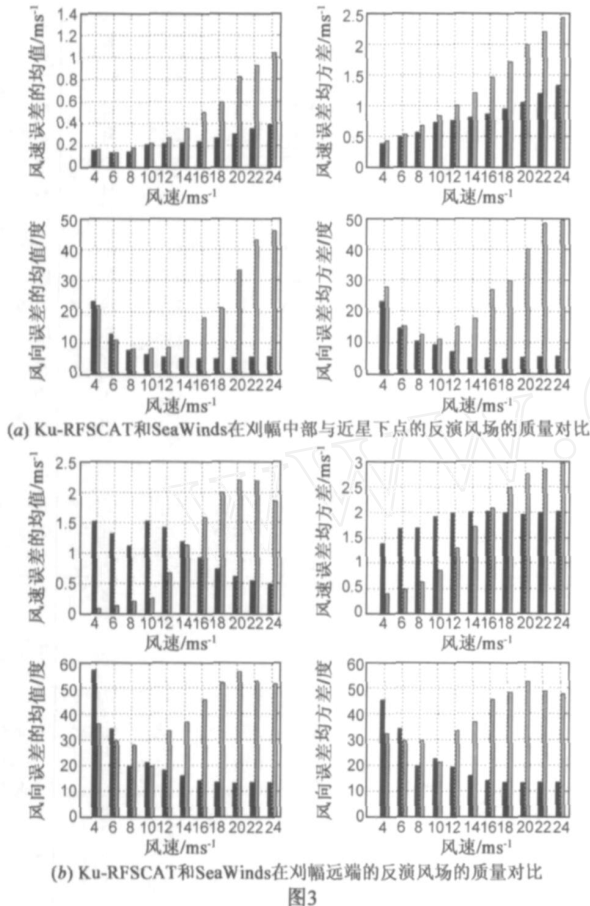 风速误差的均值/ms-1
1.4
1.2
1
0.8
0.6
0.4
0.2
0
4 6 8 10 12 14 16 18 20 22 24
风速/ms-1
风速误差均方差/ms-1
2.5
2
1.5
1
0.5
0
4 6 8 10 12 14 16 18 20 22 24
风速/ms-1
风向误差的均值/度
50
40
30
20
10
0
4 6 8 10 12 14 16 18 20 22 24
风速/ms-1
风向误差均方差/度
50
40
30
20
10
0
4 6 8 10 12 14 16 18 20 22 24
风速/ms-1
(a) Ku-RFSCAT和SeaWinds在刈幅中部与近星下点的反演风场的质量对比
风速误差的均值/ms-1
2.5
2
1.5
1
0.5
0
4 6 8 10 12 14 16 18 20 22 24
风速/ms-1
风速误差均方差/ms-1
3
2.5
2
1.5
1
0.5
0
4 6 8 10 12 14 16 18 20 22 24
风速/ms-1
风向误差的均值/度
60
50
40
30
20
10
0
4 6 8 10 12 14 16 18 20 22 24
风速/ms-1
风向误差均方差/度
60
50
40
30
20
10
0
4 6 8 10 12 14 16 18 20 22 24
风速/ms-1
(b) Ku-RFSCAT和SeaWinds在刈幅远端的反演风场的质量对比
图3